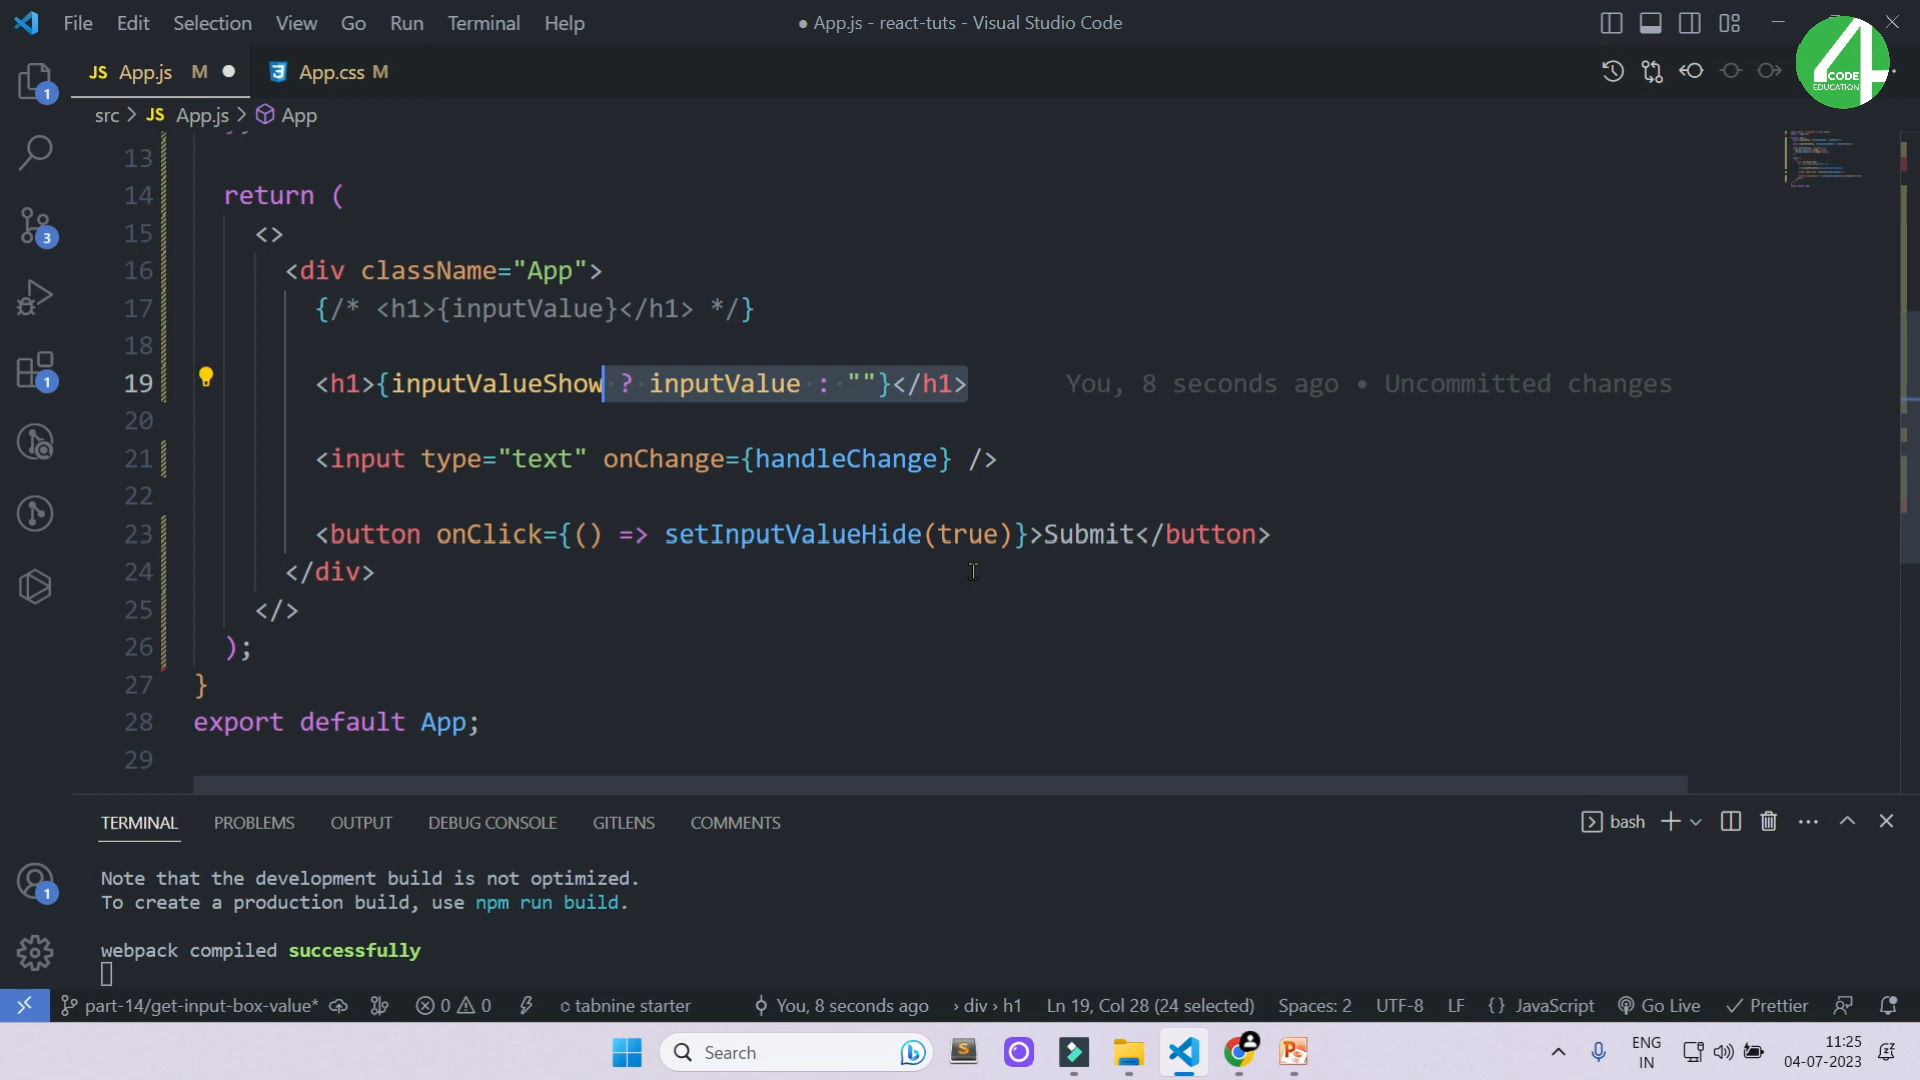 File Edit Selection View Go Run Terminal Help ● App.js - react-tuts - Visual Studio Code
4 CODE EDUCATION
JS App.js M ● App.css M
src > JS App.js > App
1
3
1
1
13
14 return (
15 <>
16 <div className="App">
17 {/* <h1>{inputValue}</h1> */}
18
19 <h1>{inputValueShow ? inputValue : ""}</h1> You, 8 seconds ago • Uncommitted changes
20
21 <input type="text" onChange={handleChange} />
22
23 <button onClick={() => setInputValueHide(true)}>Submit</button>
24 </div>
25 </>
26 );
27 }
28 export default App;
29
TERMINAL PROBLEMS OUTPUT DEBUG CONSOLE GITLENS COMMENTS bash
Note that the development build is not optimized.
To create a production build, use npm run build.
webpack compiled successfully
part-14/get-input-box-value* 0 0 tabnine starter You, 8 seconds ago › div › h1 Ln 19, Col 28 (24 selected) Spaces: 2 UTF-8 LF {} JavaScript Go Live ✓ Prettier
Search ENG IN 11:25 04-07-2023